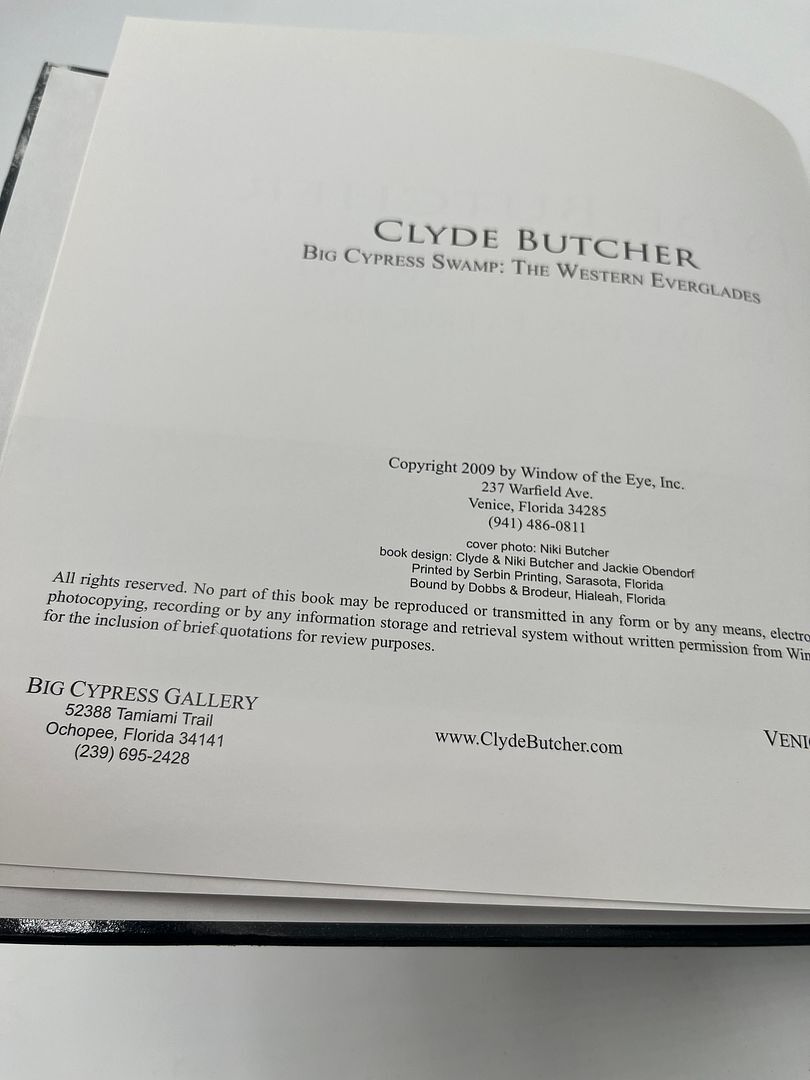 CLYDE BUTCHER
BIG CYPRESS SWAMP: THE WESTERN EVERGLADES
Copyright 2009 by Window of the Eye, Inc.
237 Warfield Ave.
Venice, Florida 34285
(941) 486-0811
cover photo: Niki Butcher
book design: Clyde & Niki Butcher and Jackie Obendorf
Printed by Serbin Printing, Sarasota, Florida
Bound by Dobbs & Brodeur, Hialeah, Florida
All rights reserved. No part of this book may be reproduced or transmitted in any form or by any means, electro
photocopying, recording or by any information storage and retrieval system without written permission from Win
for the inclusion of brief quotations for review purposes.
BIG CYPRESS GALLERY
52388 Tamiami Trail
Ochopee, Florida 34141
(239) 695-2428
www.ClydeButcher.com
VENI